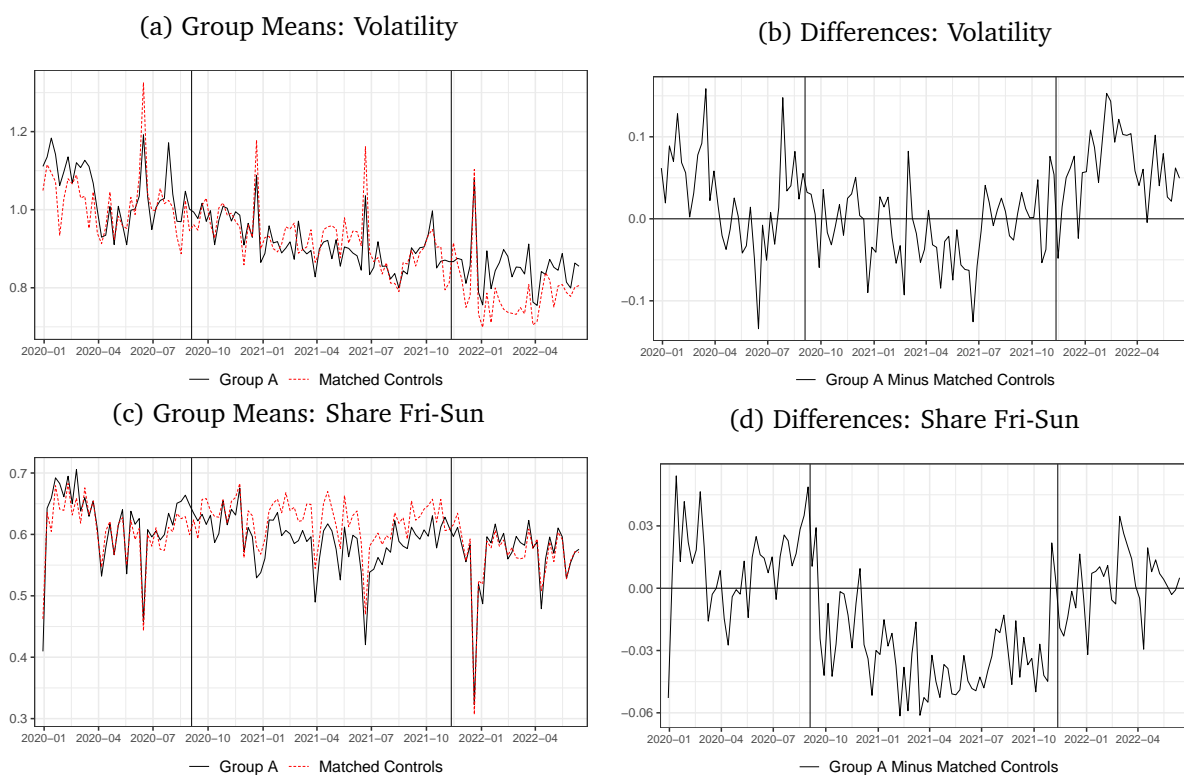 (a) Group Means: Volatility
1.2
1.0
0.8
2020−01 2020−04 2020−07 2020−10 2021−01 2021−04 2021−07 2021−10 2022−01 2022−04
Group A Matched Controls
(b) Differences: Volatility
0.1
0.0
−0.1
2020−01 2020−04 2020−07 2020−10 2021−01 2021−04 2021−07 2021−10 2022−01 2022−04
Group A Minus Matched Controls
(c) Group Means: Share Fri-Sun
0.7
0.6
0.5
0.4
0.3
2020−01 2020−04 2020−07 2020−10 2021−01 2021−04 2021−07 2021−10 2022−01 2022−04
Group A Matched Controls
(d) Differences: Share Fri-Sun
0.03
0.00
−0.03
−0.06
2020−01 2020−04 2020−07 2020−10 2021−01 2021−04 2021−07 2021−10 2022−01 2022−04
Group A Minus Matched Controls